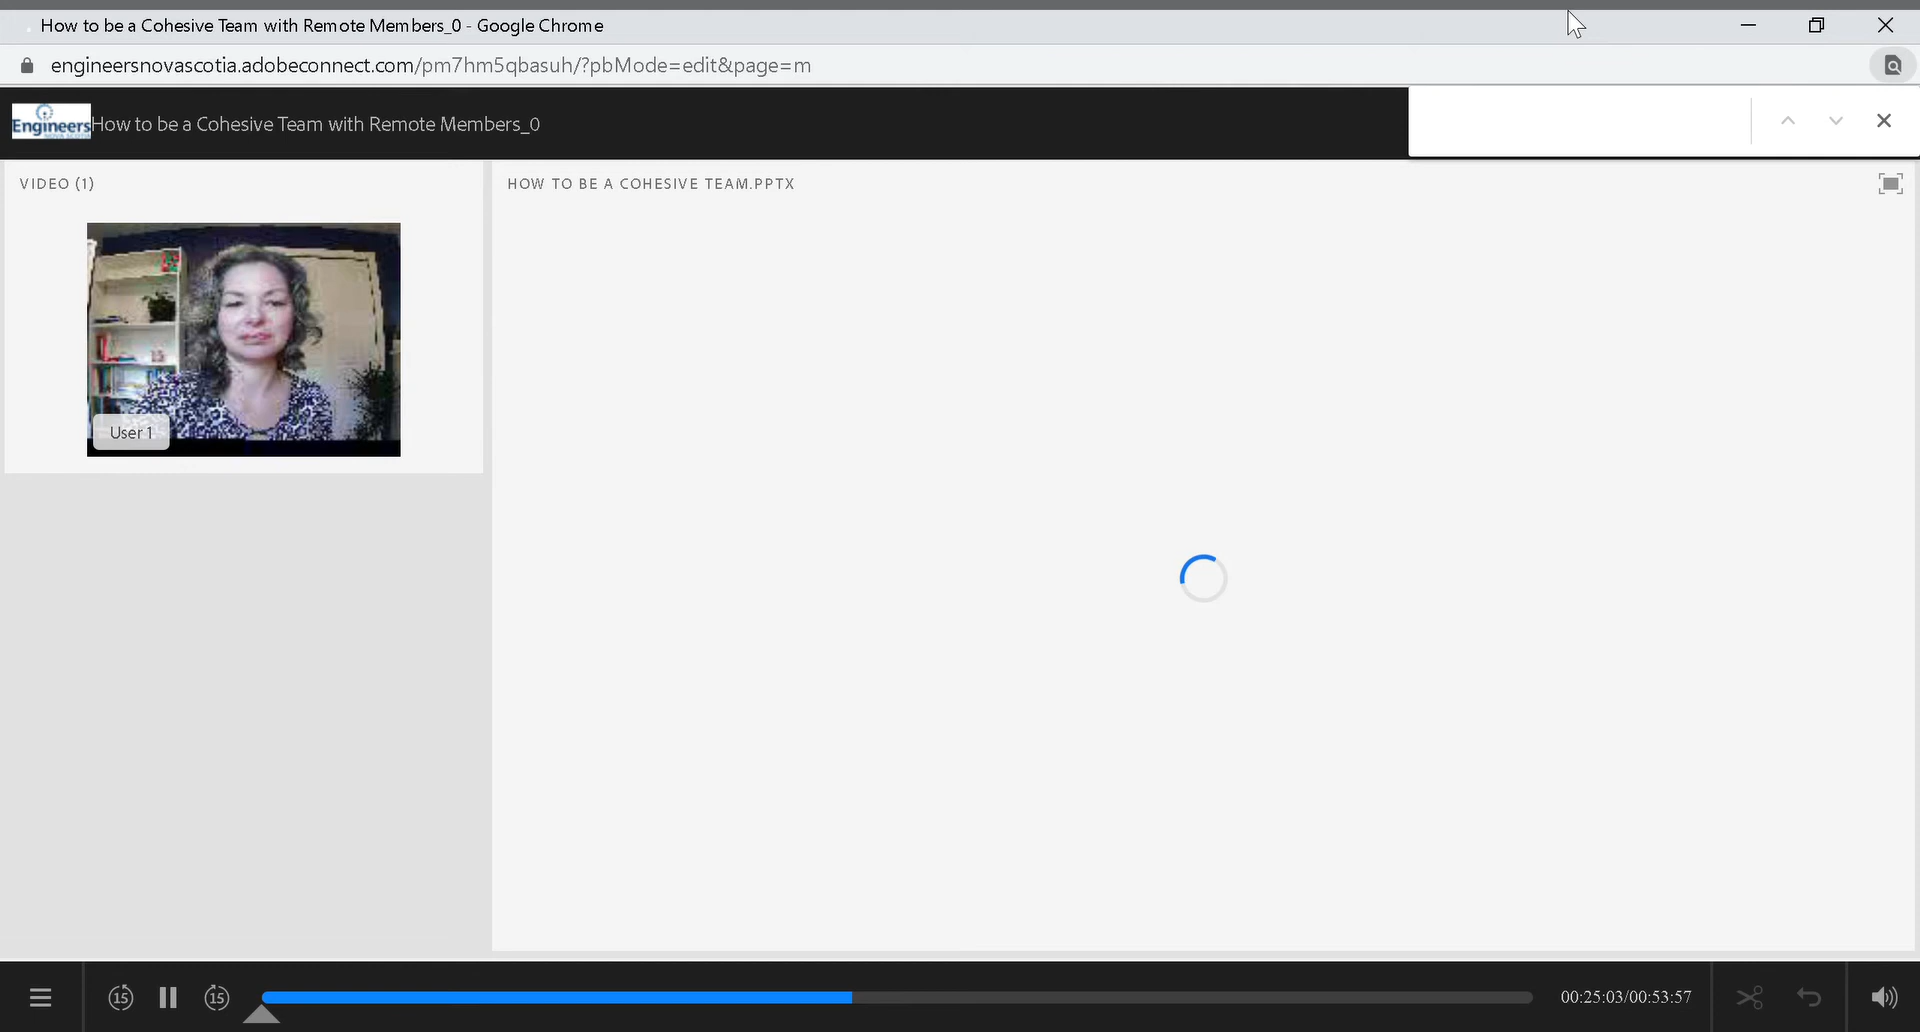 How to be a Cohesive Team with Remote Members_0 - Google Chrome
engineersnovascotia.adobeconnect.com/pm7hm5qbasuh/?pbMode=edit&page=m
Engineers
NOVA SCOTIA
How to be a Cohesive Team with Remote Members_0
VIDEO (1)
HOW TO BE A COHESIVE TEAM.PPTX
User 1
15
15
00:25:03/00:53:57